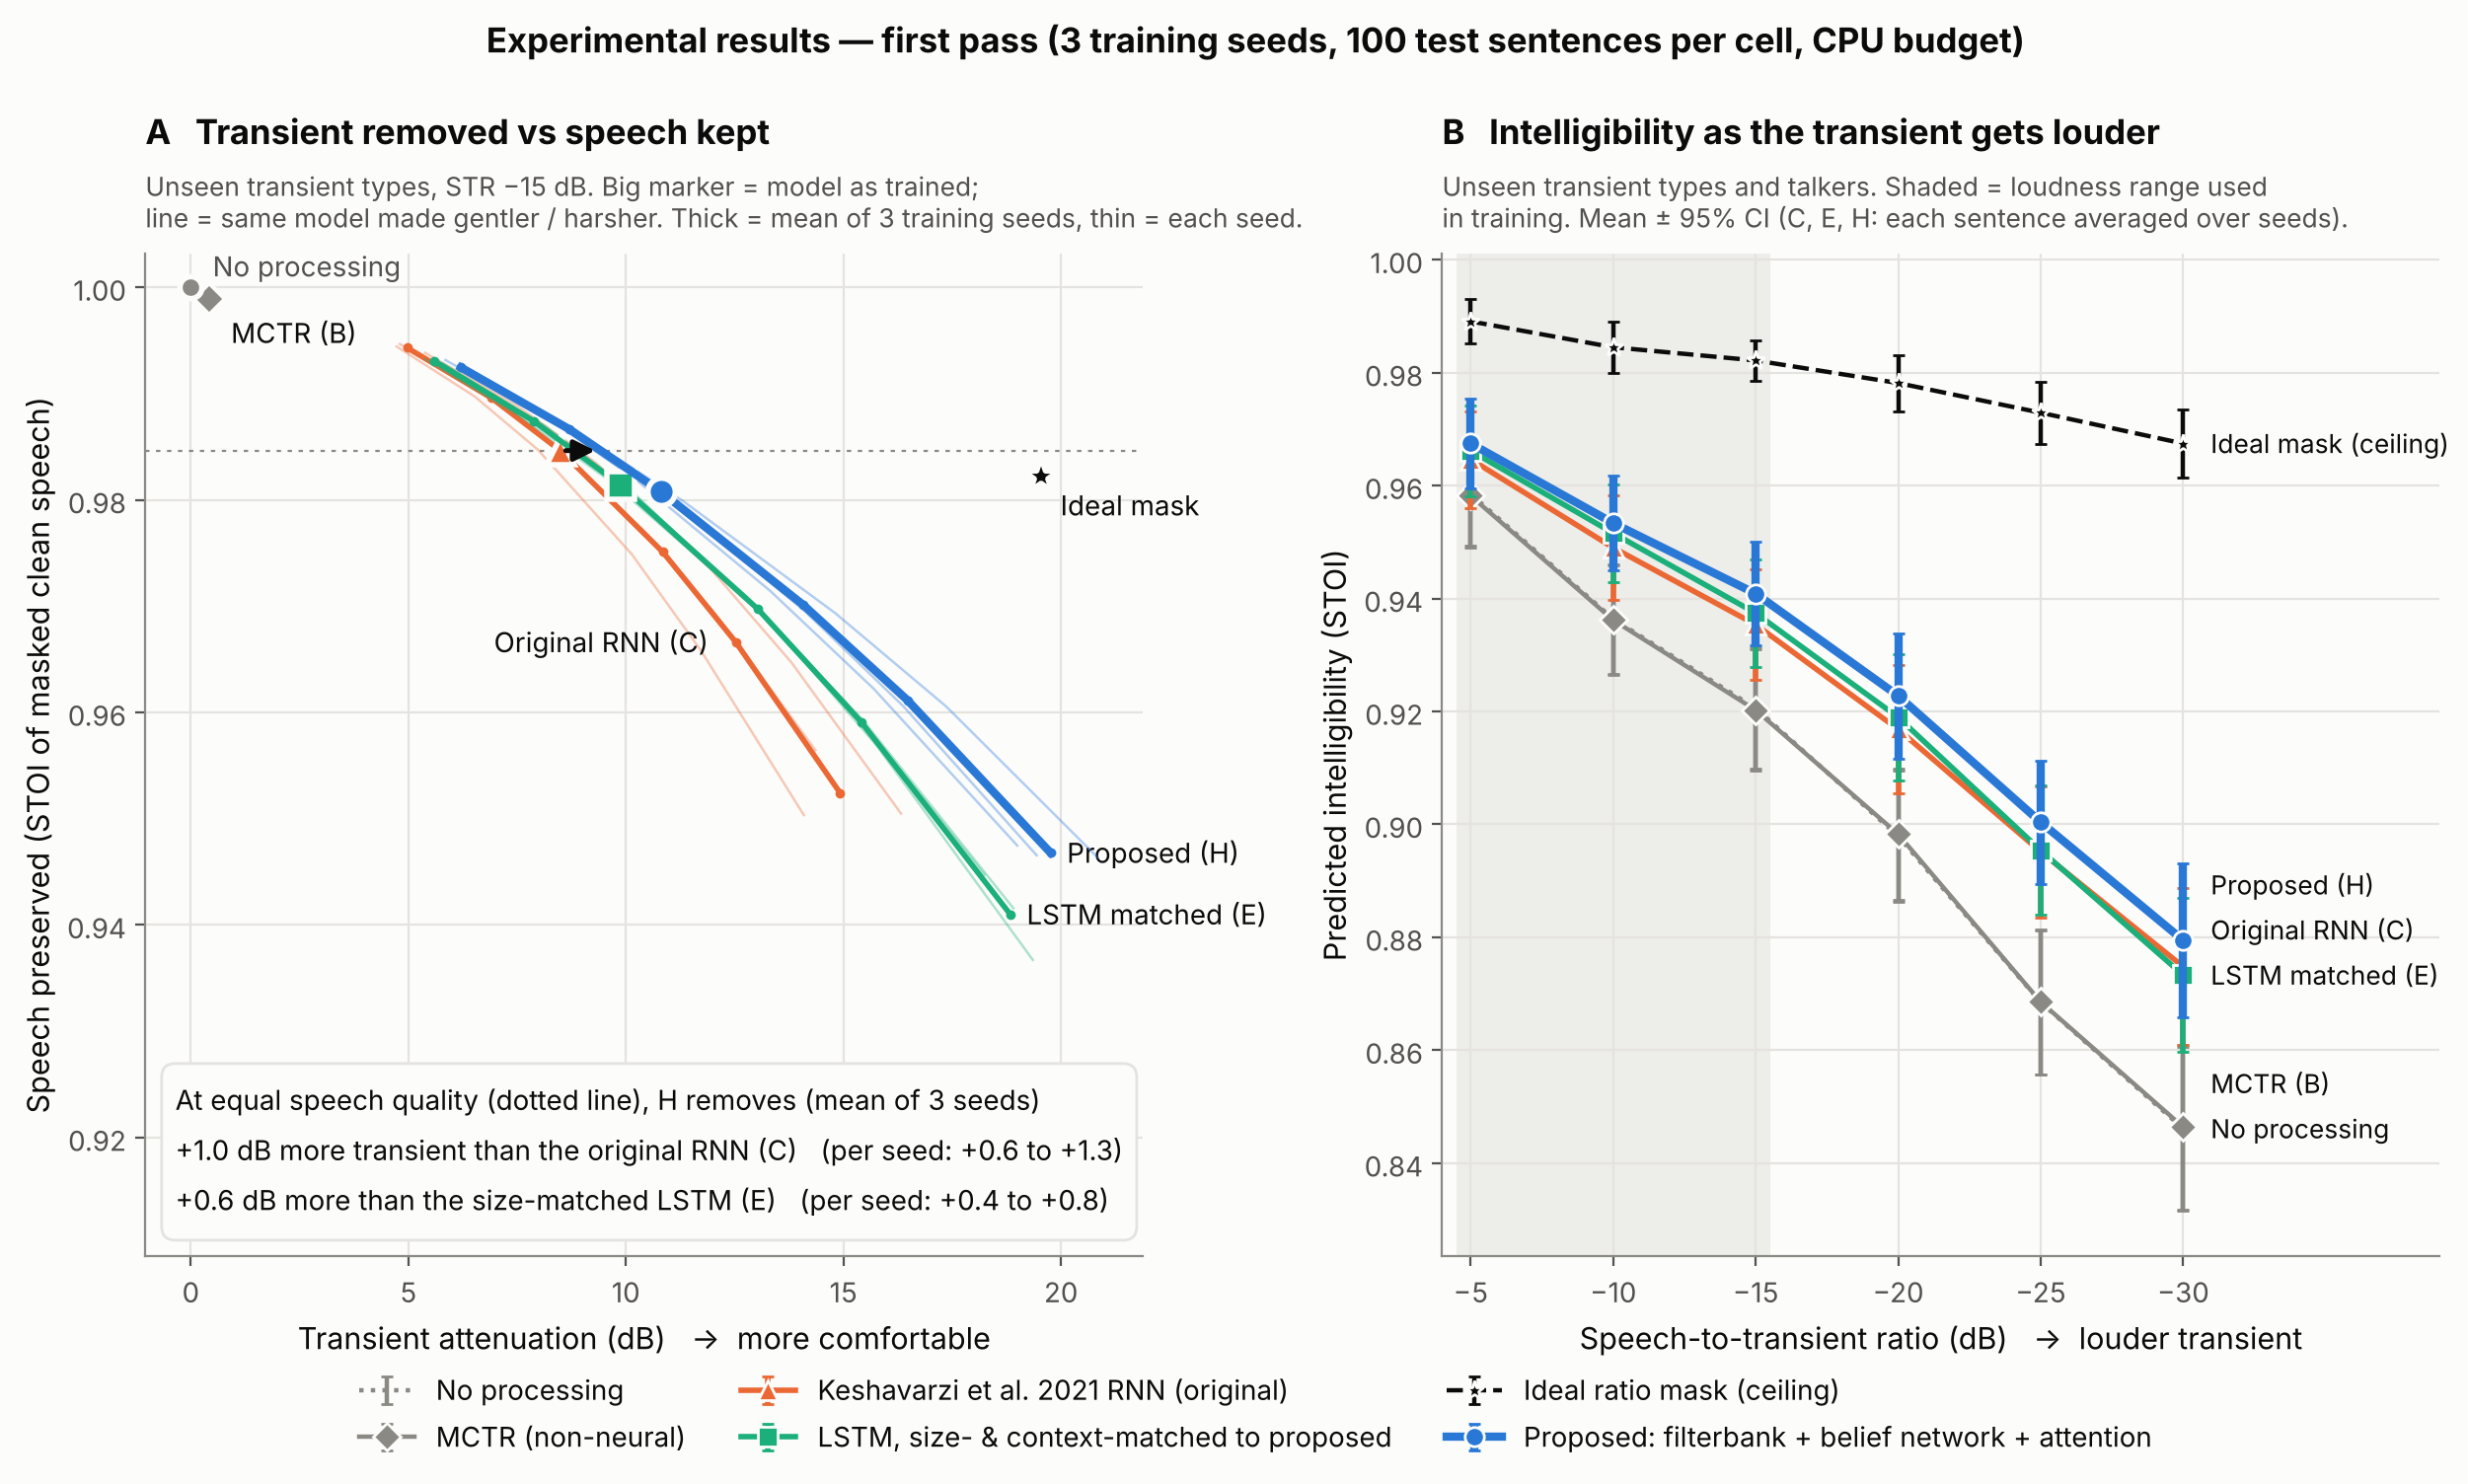 Experimental results — first pass (3 training seeds, 100 test sentences per cell, CPU budget)
A Transient removed vs speech kept
Unseen transient types, STR −15 dB. Big marker = model as trained;
line = same model made gentler / harsher. Thick = mean of 3 training seeds, thin = each seed.
Speech preserved (STOI of masked clean speech)
1.00
0.98
0.96
0.94
0.92
No processing
MCTR (B)
Ideal mask
Original RNN (C)
Proposed (H)
LSTM matched (E)
At equal speech quality (dotted line), H removes (mean of 3 seeds)
+1.0 dB more transient than the original RNN (C) (per seed: +0.6 to +1.3)
+0.6 dB more than the size-matched LSTM (E) (per seed: +0.4 to +0.8)
0 5 10 15 20
Transient attenuation (dB) → more comfortable
B Intelligibility as the transient gets louder
Unseen transient types and talkers. Shaded = loudness range used
in training. Mean ± 95% CI (C, E, H: each sentence averaged over seeds).
Predicted intelligibility (STOI)
1.00
0.98
0.96
0.94
0.92
0.90
0.88
0.86
0.84
Ideal mask (ceiling)
Proposed (H)
Original RNN (C)
LSTM matched (E)
MCTR (B)
No processing
−5 −10 −15 −20 −25 −30
Speech-to-transient ratio (dB) → louder transient
No processing
MCTR (non-neural)
Keshavarzi et al. 2021 RNN (original)
LSTM, size- & context-matched to proposed
Ideal ratio mask (ceiling)
Proposed: filterbank + belief network + attention